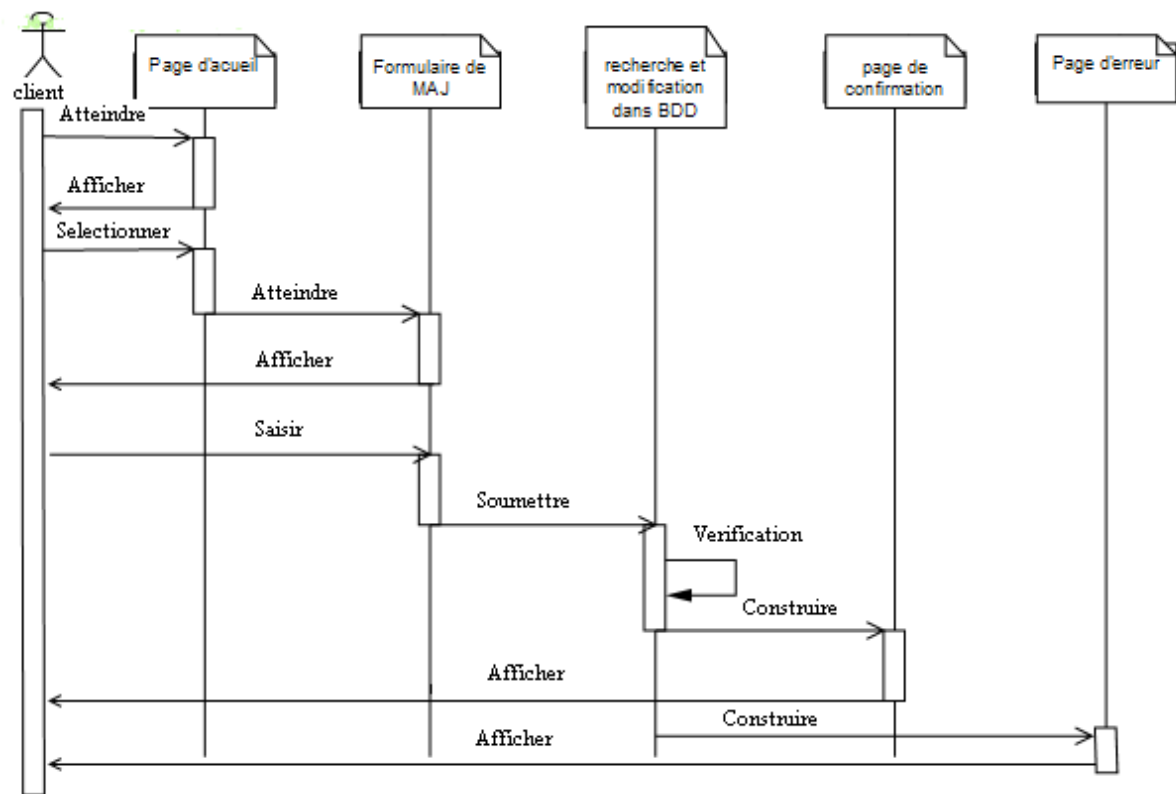 client
Page d'acueil
Formulaire de
MAJ
recherche et
modification
dans BDD
page de
confirmation
Page d'erreur
Atteindre
Afficher
Selectionner
Atteindre
Afficher
Saisir
Soumettre
Verification
Construire
Afficher
Construire
Afficher